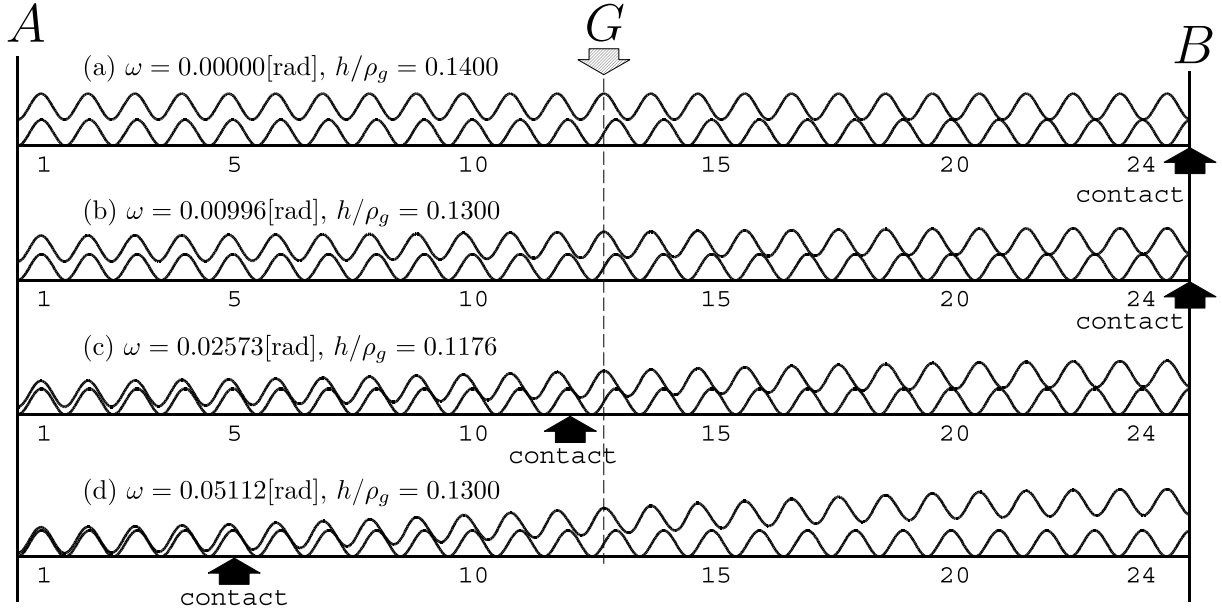 A G B
(a) ω = 0.00000[rad], h/ρ_g = 0.1400
1 5 10 15 20 24
contact
(b) ω = 0.00996[rad], h/ρ_g = 0.1300
1 5 10 15 20 24
contact
(c) ω = 0.02573[rad], h/ρ_g = 0.1176
1 5 10 15 20 24
contact
(d) ω = 0.05112[rad], h/ρ_g = 0.1300
1 5 10 15 20 24
contact